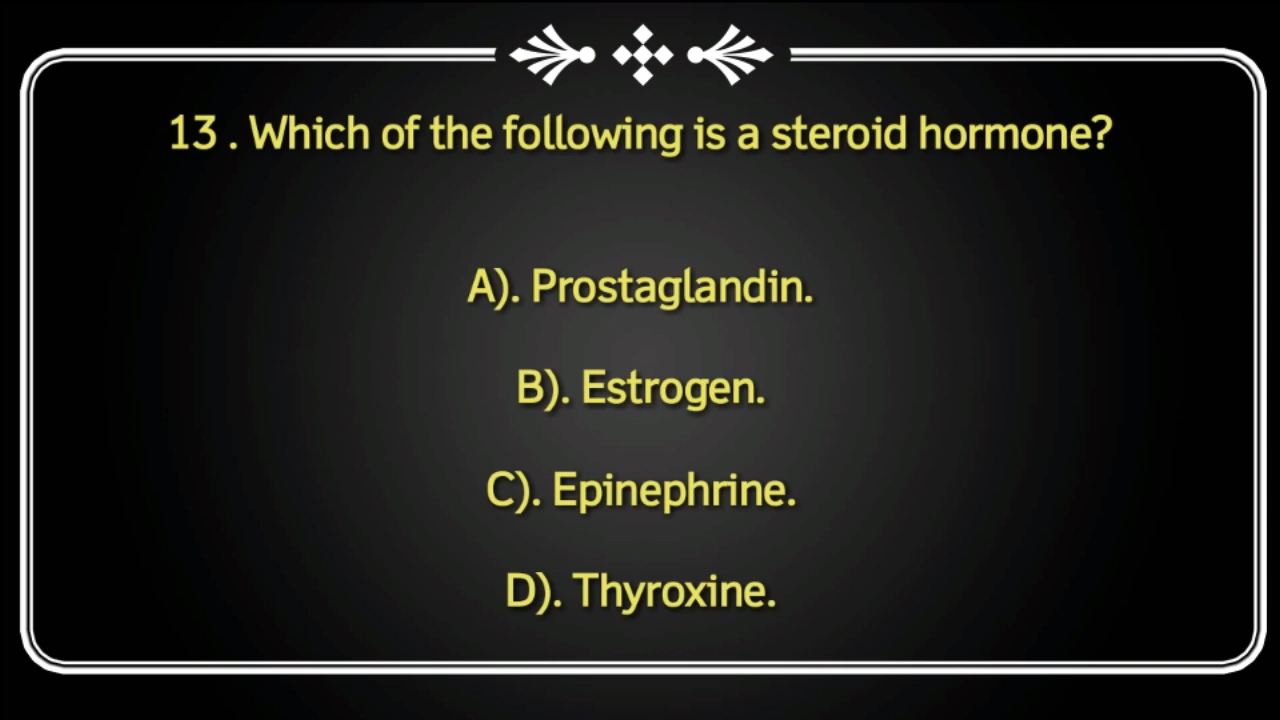 13 . Which of the following is a steroid hormone?
A). Prostaglandin.
B). Estrogen.
C). Epinephrine.
D). Thyroxine.